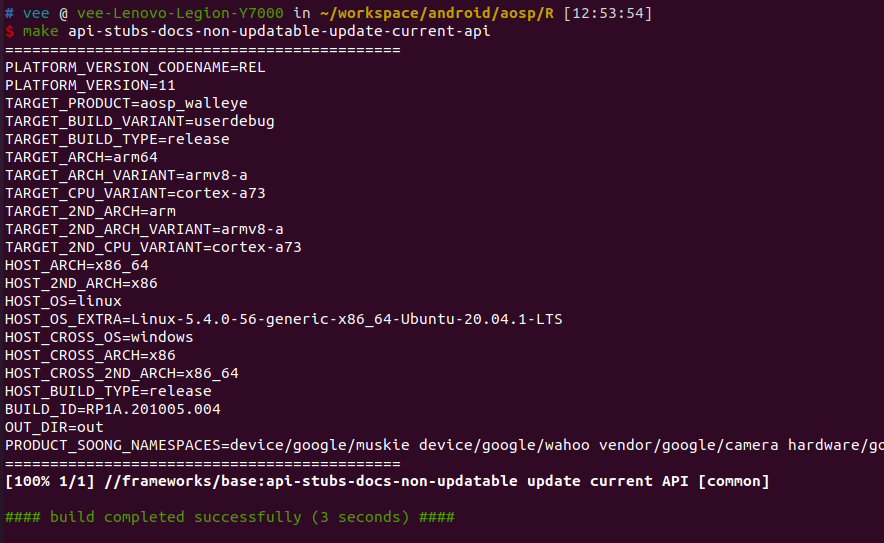 # vee @ vee-Lenovo-Legion-Y7000 in ~/workspace/android/aosp/R [12:53:54]
$ make api-stubs-docs-non-updatable-update-current-api
============================================
PLATFORM_VERSION_CODENAME=REL
PLATFORM_VERSION=11
TARGET_PRODUCT=aosp_walleye
TARGET_BUILD_VARIANT=userdebug
TARGET_BUILD_TYPE=release
TARGET_ARCH=arm64
TARGET_ARCH_VARIANT=armv8-a
TARGET_CPU_VARIANT=cortex-a73
TARGET_2ND_ARCH=arm
TARGET_2ND_ARCH_VARIANT=armv8-a
TARGET_2ND_CPU_VARIANT=cortex-a73
HOST_ARCH=x86_64
HOST_2ND_ARCH=x86
HOST_OS=linux
HOST_OS_EXTRA=Linux-5.4.0-56-generic-x86_64-Ubuntu-20.04.1-LTS
HOST_CROSS_OS=windows
HOST_CROSS_ARCH=x86
HOST_CROSS_2ND_ARCH=x86_64
HOST_BUILD_TYPE=release
BUILD_ID=RP1A.201005.004
OUT_DIR=out
PRODUCT_SOONG_NAMESPACES=device/google/muskie device/google/wahoo vendor/google/camera hardware/go
============================================
[100% 1/1] //frameworks/base:api-stubs-docs-non-updatable update current API [common]
#### build completed successfully (3 seconds) ####